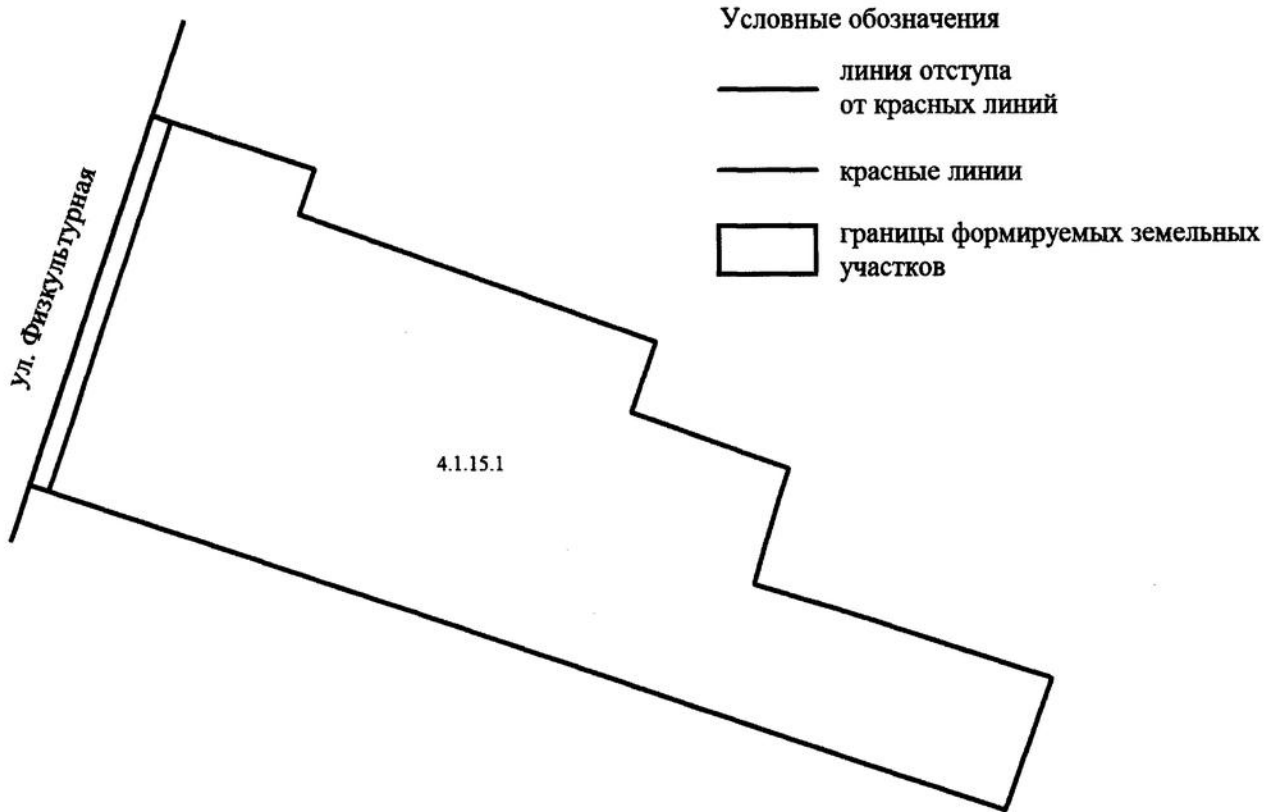 Условные обозначения
линия отступа
от красных линий
красные линии
границы формируемых земельных
участков
ул. Физкультурная
4.1.15.1